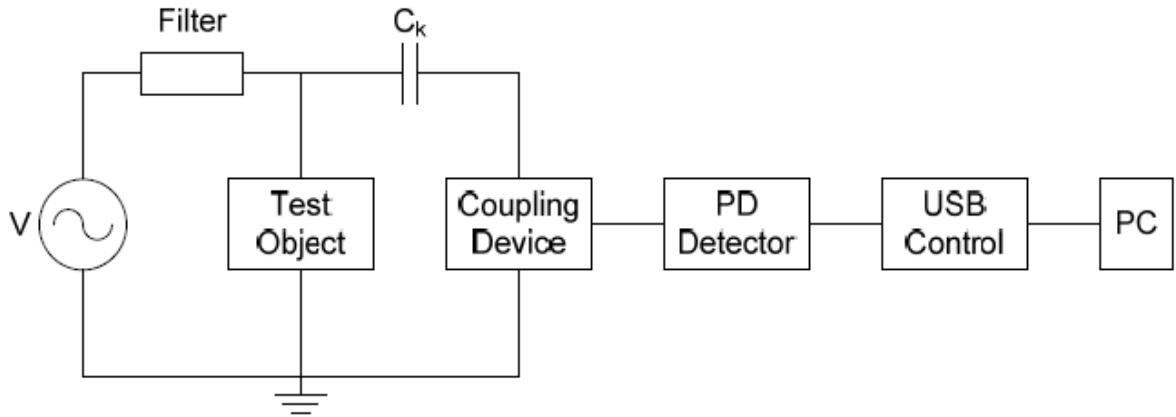 Filter
Ck
V
Test
Object
Coupling
Device
PD
Detector
USB
Control
PC